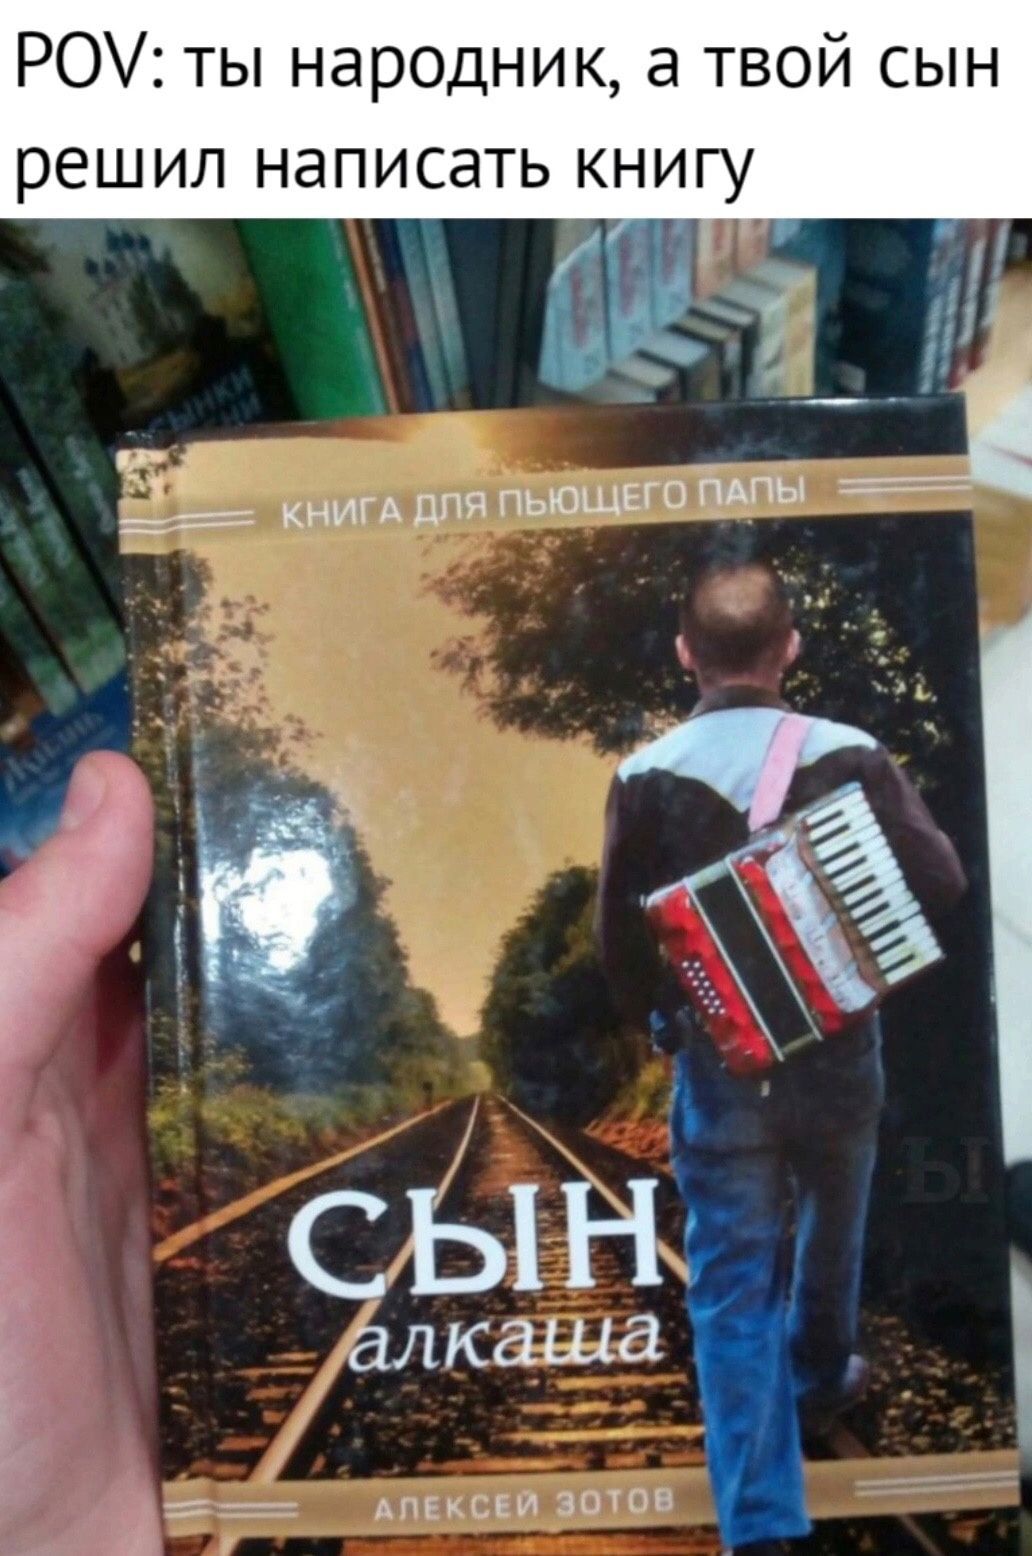 POV: ты народник, а твой сын
решил написать книгу
КНИГА ДЛЯ ПЬЮЩЕГО ПАПЫ
СЫН
алкаша
АЛЕКСЕЙ ЗОТОВ
Ы